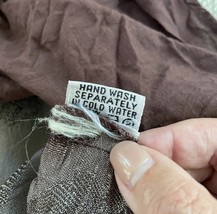 HAND WASH
SEPARATELY
IN COLD WATER